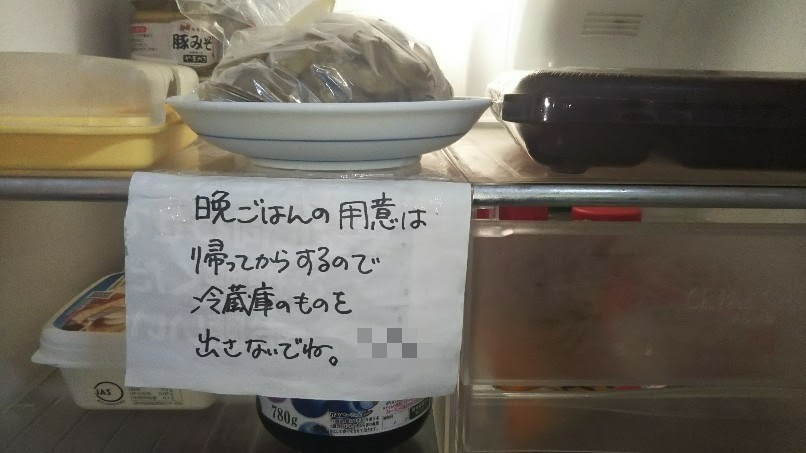 豚みそ
晩ごはんの用意は
帰ってからするので
冷蔵庫のものを
出さないでね。
JAS
780g